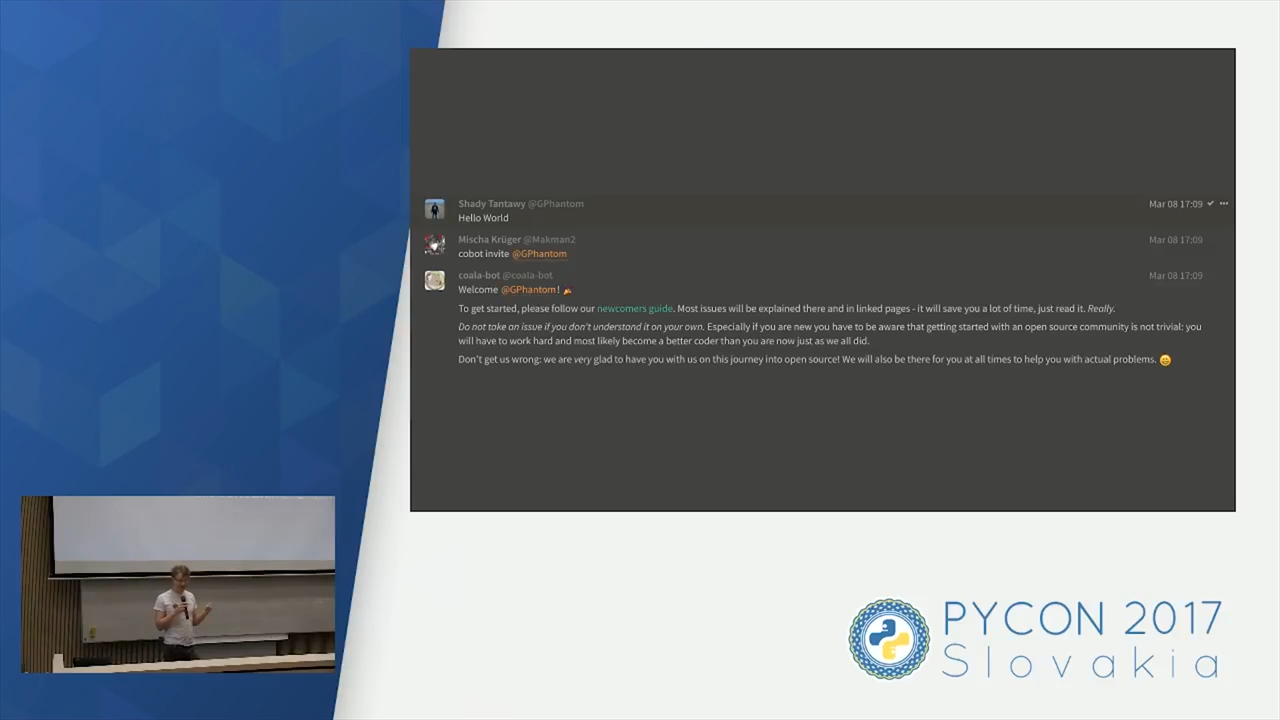 Shady Tantawy @GPhantom
Mar 08 17:09
Hello World
Mischa Krüger @Makman2
Mar 08 17:09
cobot invite @GPhantom
coala-bot @coala-bot
Mar 08 17:09
Welcome @GPhantom! 🎉
To get started, please follow our newcomers guide. Most issues will be explained there and in linked pages - it will save you a lot of time, just read it. Really.
Do not take an issue if you don't understand it on your own. Especially if you are new you have to be aware that getting started with an open source community is not trivial: you
will have to work hard and most likely become a better coder than you are now just as we all did.
Don't get us wrong: we are very glad to have you with us on this journey into open source! We will also be there for you at all times to help you with actual problems. 😄
PYCON 2017
Slovakia